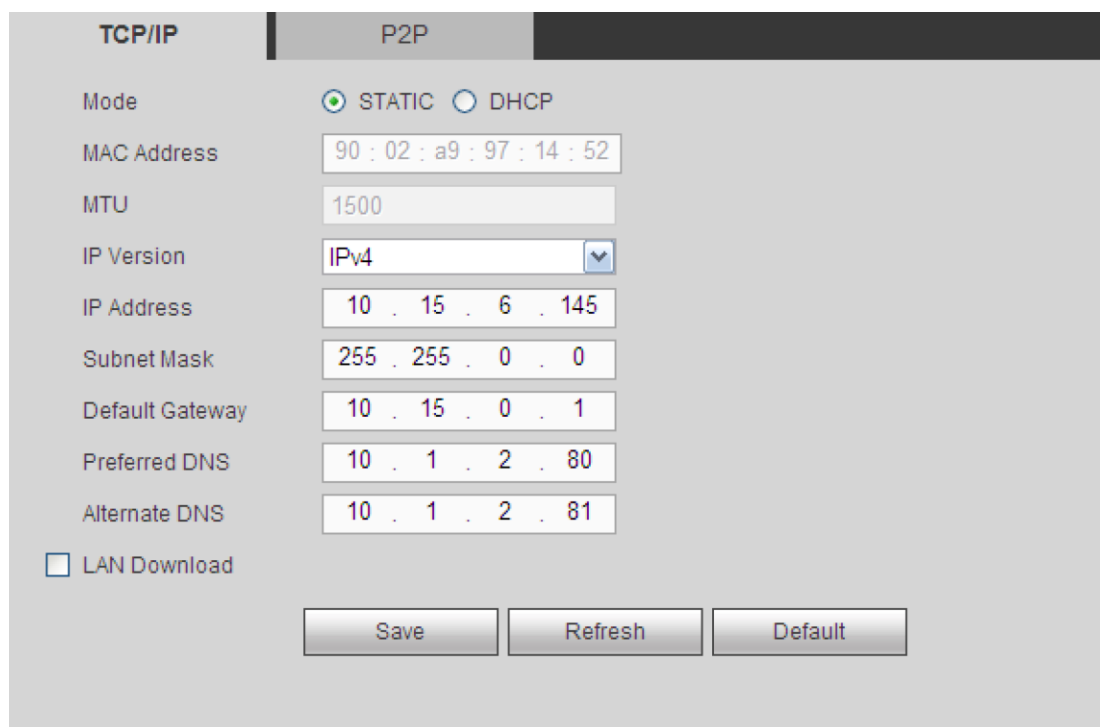 TCP/IP P2P
Mode STATIC DHCP
MAC Address 90 : 02 : a9 : 97 : 14 : 52
MTU 1500
IP Version IPv4
IP Address 10 . 15 . 6 . 145
Subnet Mask 255 . 255 . 0 . 0
Default Gateway 10 . 15 . 0 . 1
Preferred DNS 10 . 1 . 2 . 80
Alternate DNS 10 . 1 . 2 . 81
LAN Download
Save Refresh Default